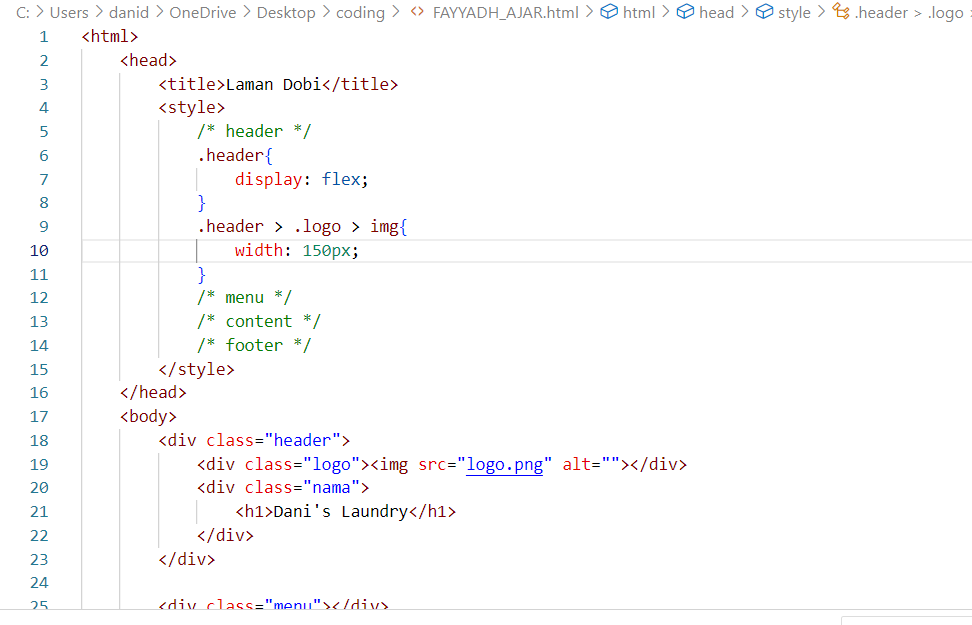 C: > Users > danid > OneDrive > Desktop > coding > <> FAYYADH_AJAR.html > html > head > style > .header > .logo >
1 <html>
2 <head>
3 <title>Laman Dobi</title>
4 <style>
5 /* header */
6 .header{
7 display: flex;
8 }
9 .header > .logo > img{
10 width: 150px;
11 }
12 /* menu */
13 /* content */
14 /* footer */
15 </style>
16 </head>
17 <body>
18 <div class="header">
19 <div class="logo"><img src="logo.png" alt=""></div>
20 <div class="nama">
21 <h1>Dani's Laundry</h1>
22 </div>
23 </div>
24
25 <div class="menu"></div>